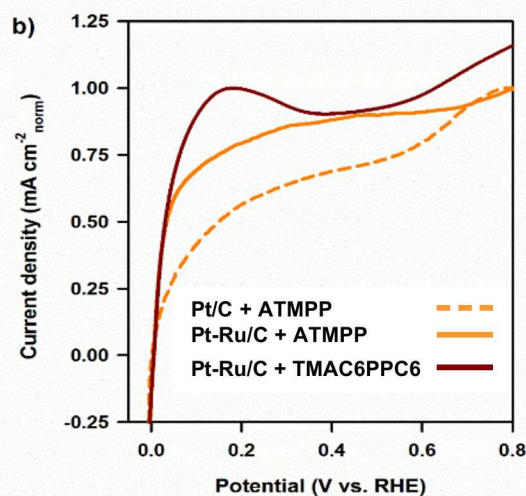 b)
1.25
1.00
0.75
0.50
0.25
0.00
-0.25
Current density (mA cm-2 norm)
Pt/C + ATMPP
Pt-Ru/C + ATMPP
Pt-Ru/C + TMAC6PPC6
0.0 0.2 0.4 0.6 0.8
Potential (V vs. RHE)